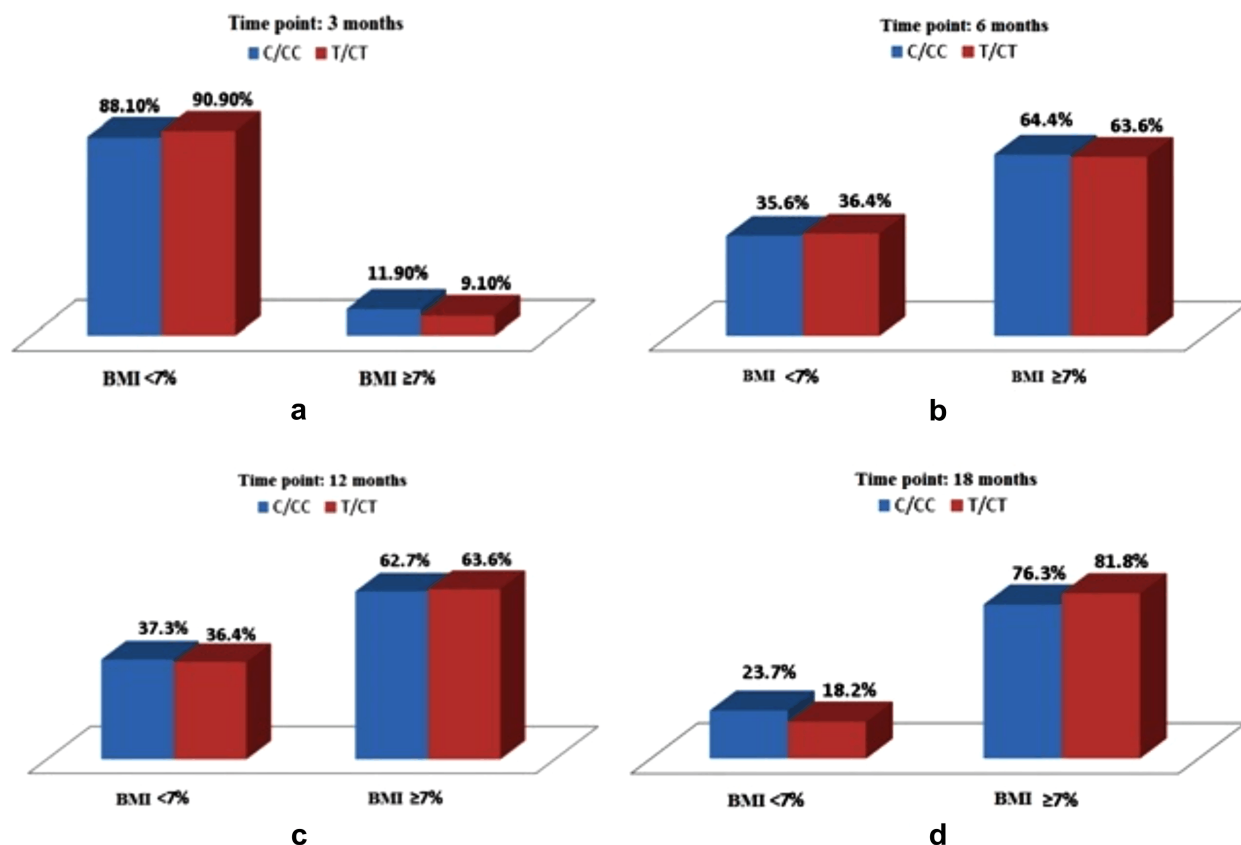 Time point: 3 months
C/CC T/CT
88.10% 90.90%
11.90% 9.10%
BMI <7% BMI ≥7%
a
Time point: 6 months
C/CC T/CT
35.6% 36.4%
64.4% 63.6%
BMI <7% BMI ≥7%
b
Time point: 12 months
C/CC T/CT
37.3% 36.4%
62.7% 63.6%
BMI <7% BMI ≥7%
c
Time point: 18 months
C/CC T/CT
23.7% 18.2%
76.3% 81.8%
BMI <7% BMI ≥7%
d